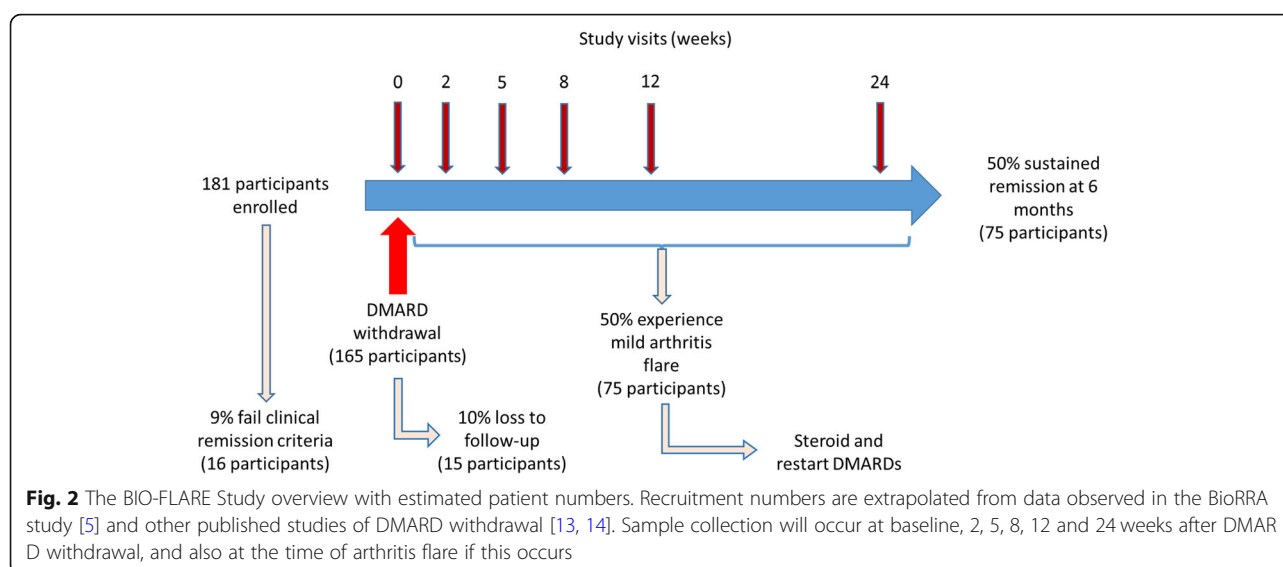 Study visits (weeks)
0 2 5 8 12 24
181 participants
enrolled
50% sustained
remission at 6
months
(75 participants)
DMARD
withdrawal
(165 participants)
50% experience
mild arthritis
flare
(75 participants)
9% fail clinical
remission criteria
(16 participants)
10% loss to
follow-up
(15 participants)
Steroid and
restart DMARDs
Fig. 2 The BIO-FLARE Study overview with estimated patient numbers. Recruitment numbers are extrapolated from data observed in the BioRRA
study [5] and other published studies of DMARD withdrawal [13, 14]. Sample collection will occur at baseline, 2, 5, 8, 12 and 24 weeks after DMAR
D withdrawal, and also at the time of arthritis flare if this occurs